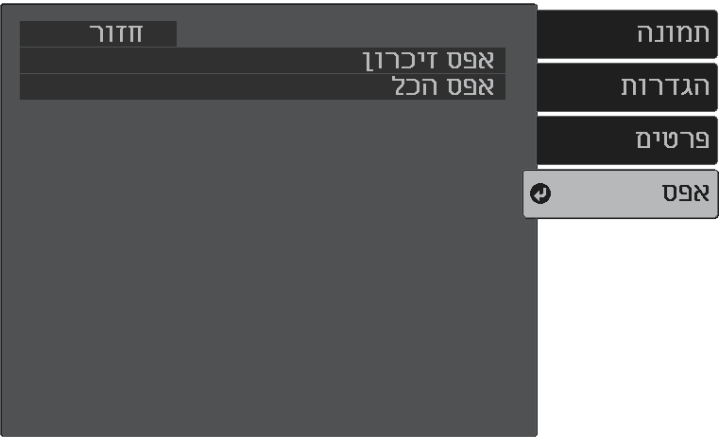 תמונה
הגדרות
פרטים
אפס
חזור
אפס זיכרון
אפס הכל